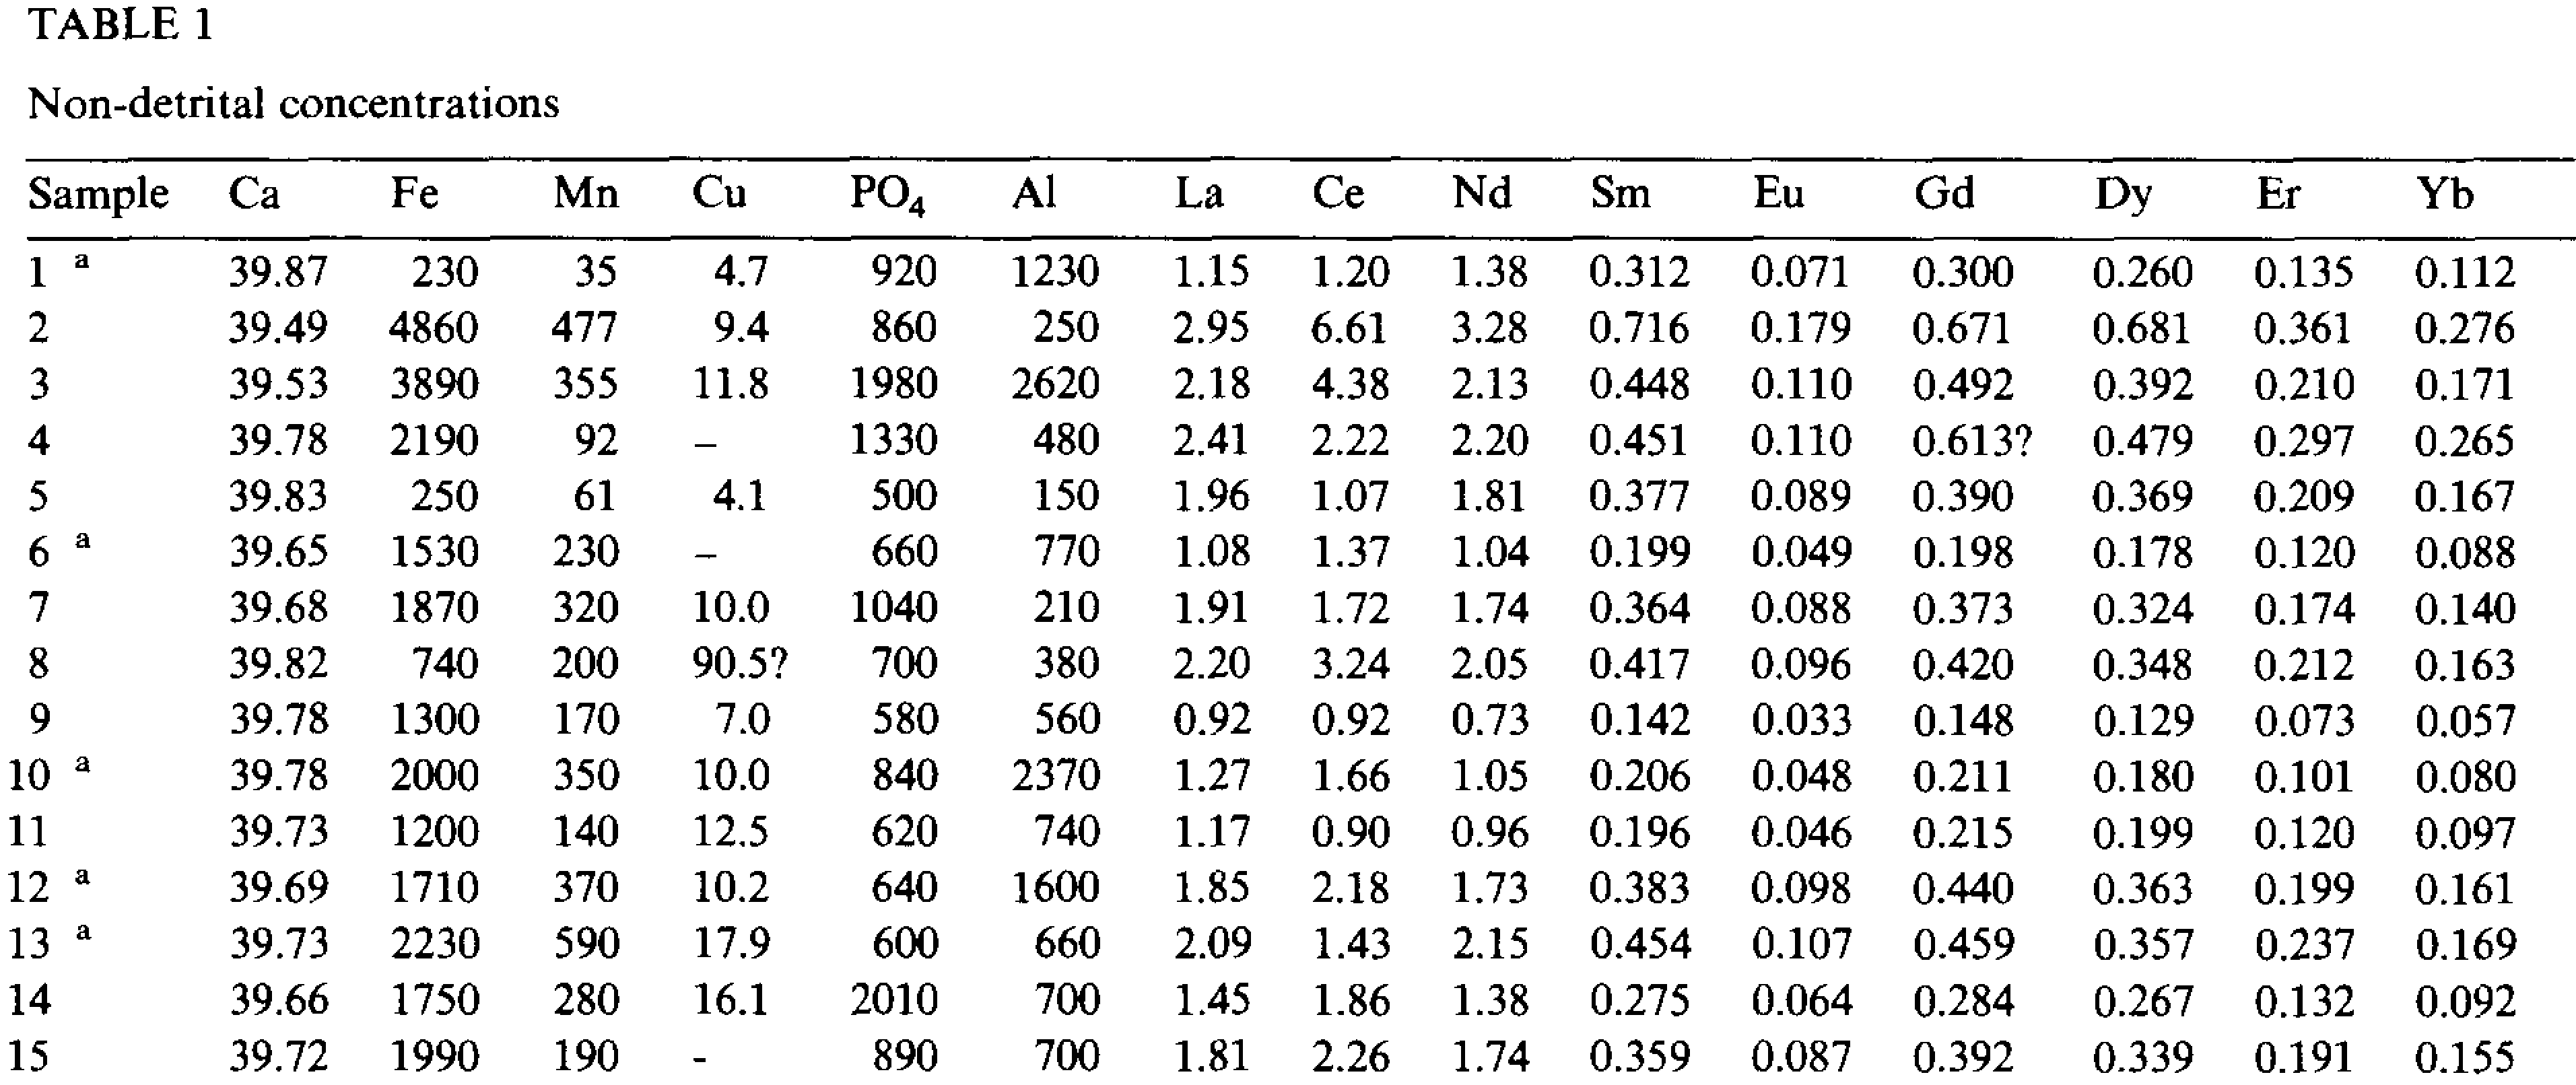 TABLE 1
Non-detrital concentrations
Sample Ca Fe Mn Cu PO4 Al La Ce Nd Sm Eu Gd Dy Er Yb
1 a 39.87 230 35 4.7 920 1230 1.15 1.20 1.38 0.312 0.071 0.300 0.260 0.135 0.112
2 39.49 4860 477 9.4 860 250 2.95 6.61 3.28 0.716 0.179 0.671 0.681 0.361 0.276
3 39.53 3890 355 11.8 1980 2620 2.18 4.38 2.13 0.448 0.110 0.492 0.392 0.210 0.171
4 39.78 2190 92 – 1330 480 2.41 2.22 2.20 0.451 0.110 0.613? 0.479 0.297 0.265
5 39.83 250 61 4.1 500 150 1.96 1.07 1.81 0.377 0.089 0.390 0.369 0.209 0.167
6 a 39.65 1530 230 – 660 770 1.08 1.37 1.04 0.199 0.049 0.198 0.178 0.120 0.088
7 39.68 1870 320 10.0 1040 210 1.91 1.72 1.74 0.364 0.088 0.373 0.324 0.174 0.140
8 39.82 740 200 90.5? 700 380 2.20 3.24 2.05 0.417 0.096 0.420 0.348 0.212 0.163
9 39.78 1300 170 7.0 580 560 0.92 0.92 0.73 0.142 0.033 0.148 0.129 0.073 0.057
10 a 39.78 2000 350 10.0 840 2370 1.27 1.66 1.05 0.206 0.048 0.211 0.180 0.101 0.080
11 39.73 1200 140 12.5 620 740 1.17 0.90 0.96 0.196 0.046 0.215 0.199 0.120 0.097
12 a 39.69 1710 370 10.2 640 1600 1.85 2.18 1.73 0.383 0.098 0.440 0.363 0.199 0.161
13 a 39.73 2230 590 17.9 600 660 2.09 1.43 2.15 0.454 0.107 0.459 0.357 0.237 0.169
14 39.66 1750 280 16.1 2010 700 1.45 1.86 1.38 0.275 0.064 0.284 0.267 0.132 0.092
15 39.72 1990 190 - 890 700 1.81 2.26 1.74 0.359 0.087 0.392 0.339 0.191 0.155